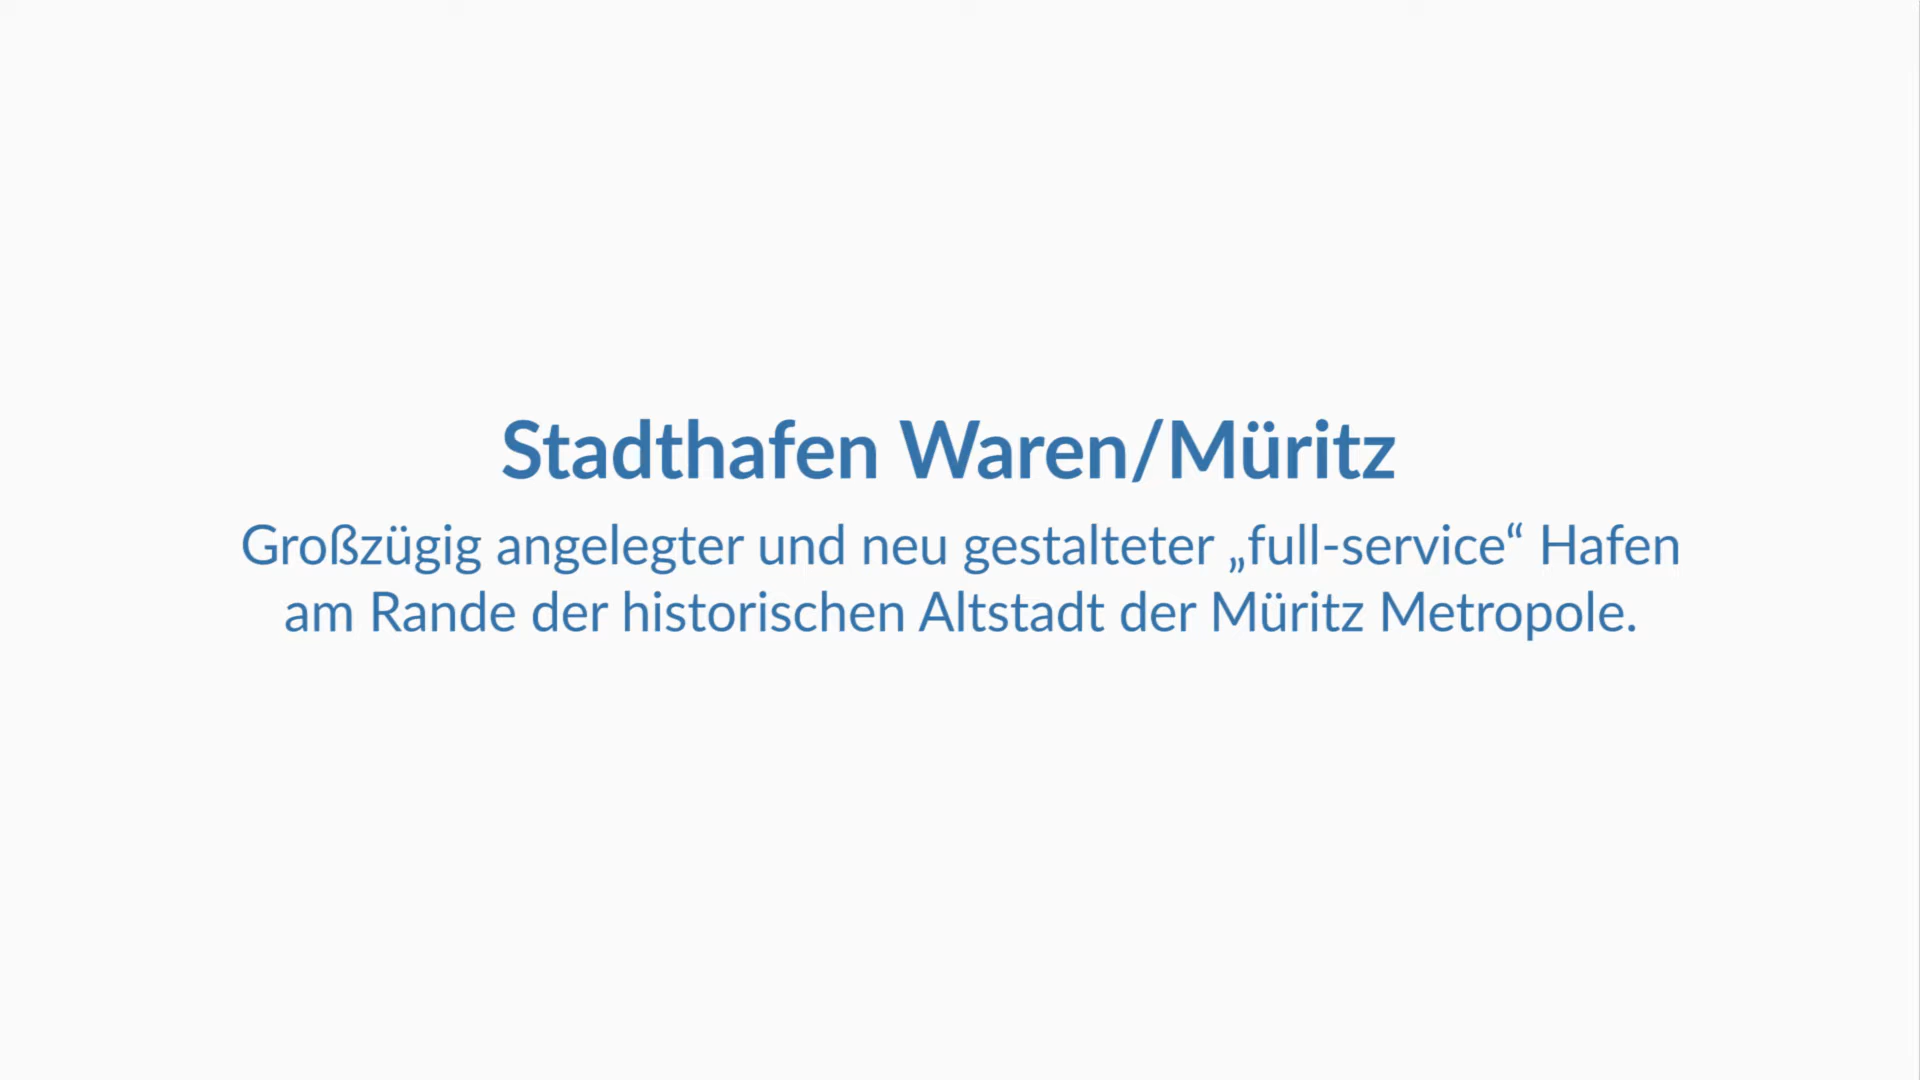 Stadthafen Waren/Müritz
Großzügig angelegter und neu gestalteter „full-service“ Hafen
am Rande der historischen Altstadt der Müritz Metropole.